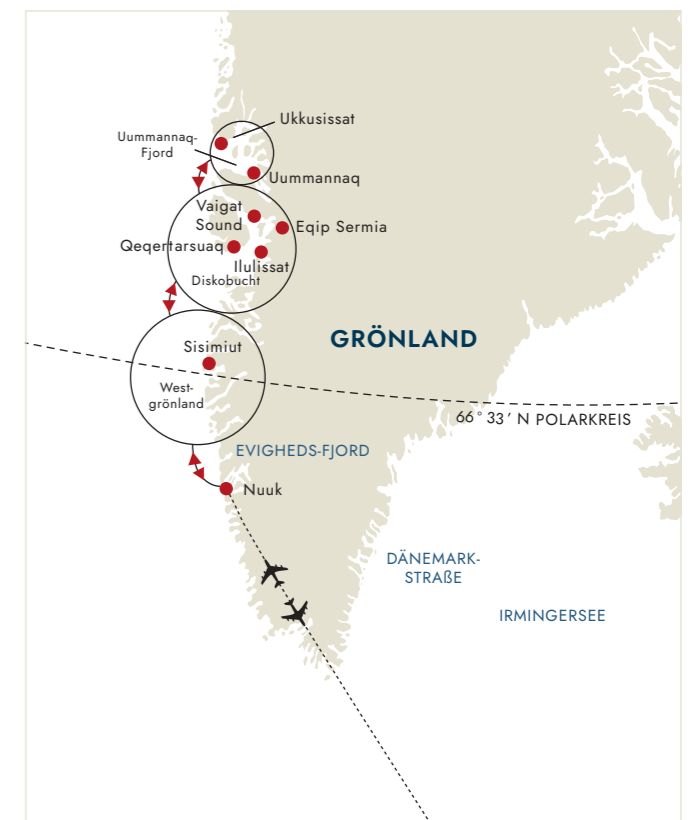 Ukkusissat
Uummannaq-
Fjord
Uummannaq
Vaigat
Sound
Eqip Sermia
Qeqertarsuaq
Ilulissat
Diskobucht
GRÖNLAND
Sisimiut
West-
grönland
66° 33’ N POLARKREIS
EVIGHEDS-FJORD
Nuuk
DÄNEMARK-
STRAßE
IRMINGERSEE